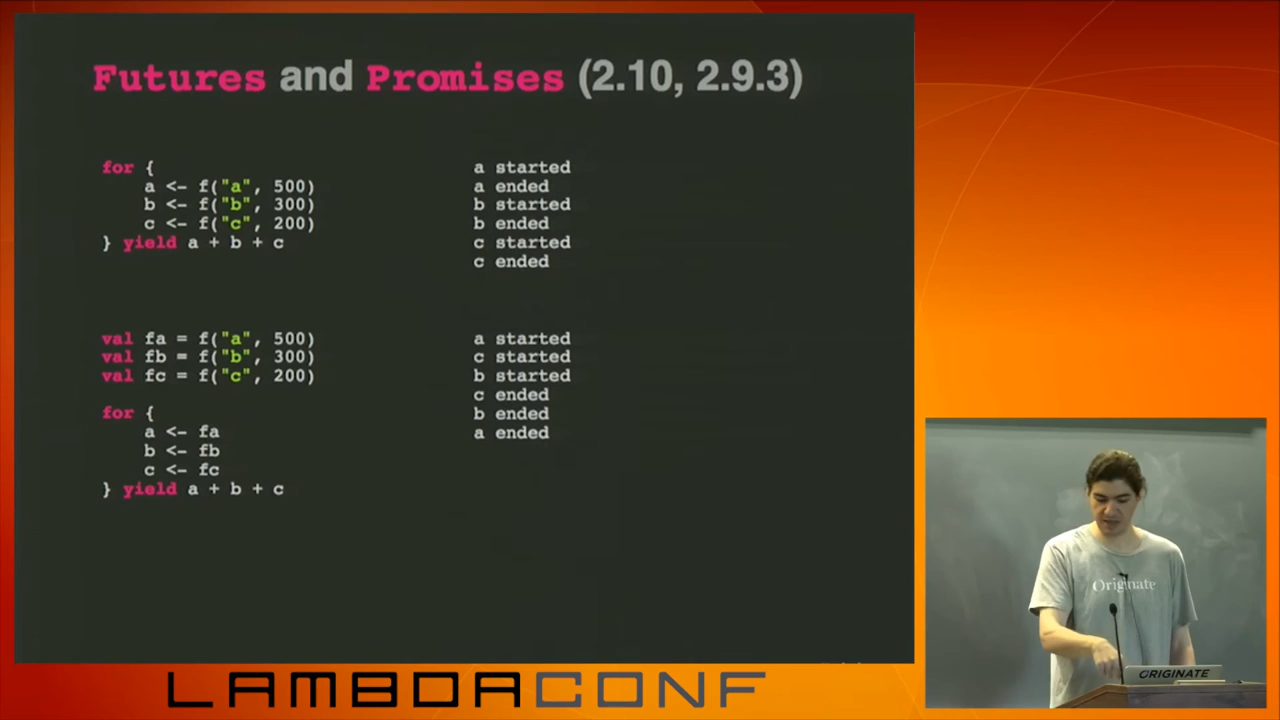 Futures and Promises (2.10, 2.9.3)
for {
    a <- f("a", 500)
    b <- f("b", 300)
    c <- f("c", 200)
} yield a + b + c
a started
a ended
b started
b ended
c started
c ended
val fa = f("a", 500)
val fb = f("b", 300)
val fc = f("c", 200)
for {
    a <- fa
    b <- fb
    c <- fc
} yield a + b + c
a started
c started
b started
c ended
b ended
a ended
Originate
ORIGINATE
LAMBDACONF